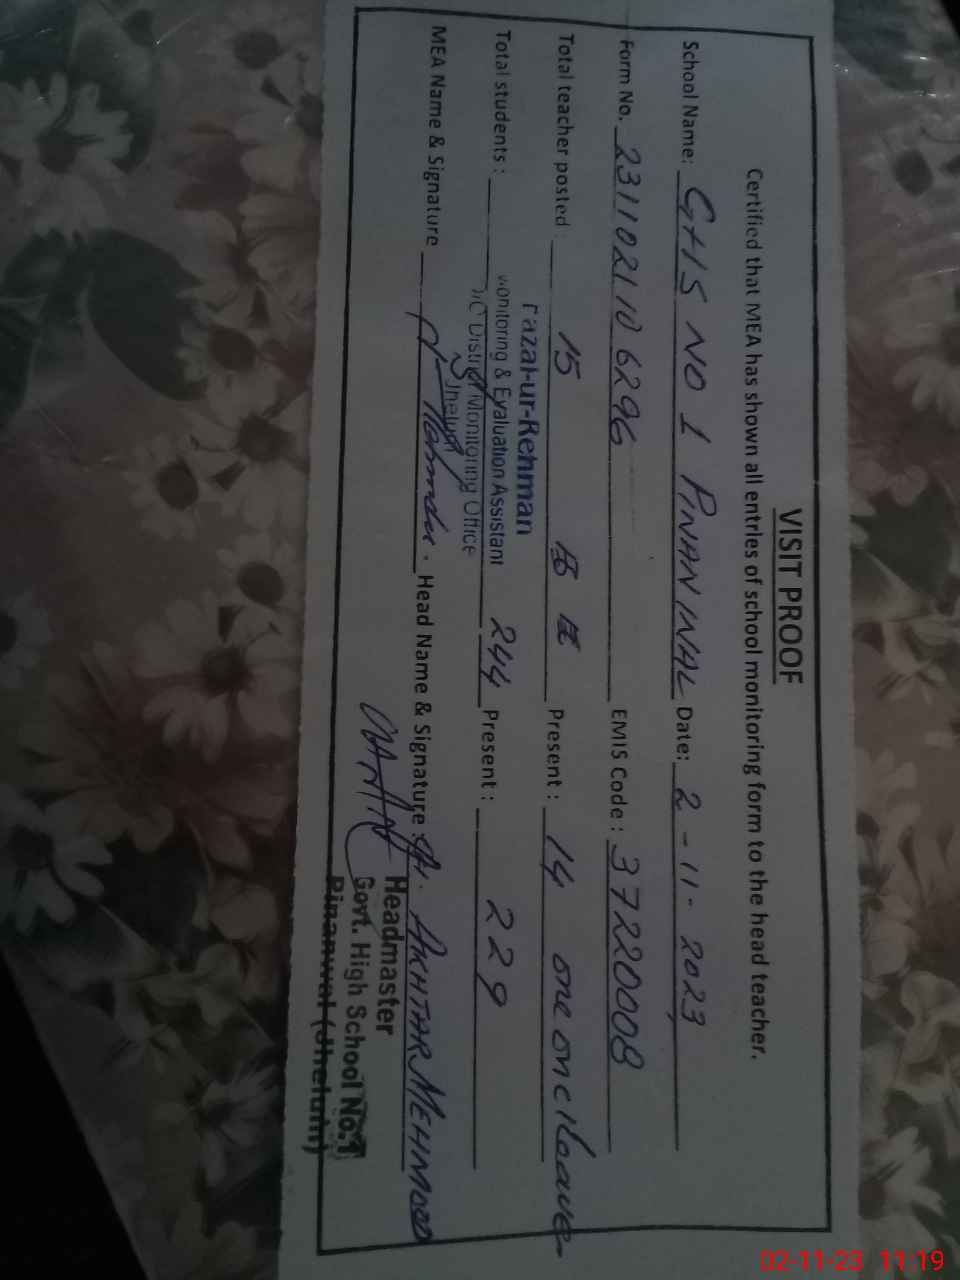 VISIT PROOF
Certified that MEA has shown all entries of school monitoring form to the head teacher.
School Name: GHS NO 1 PINANWAL Date: 2-11-2023
Form No. 2311021106296 EMIS Code: 37220008
Total teacher posted: 15 Present: 14 one on cleave
Fazal-ur-Rehman
Monitoring & Evaluation Assistant
Total students: 244 Present: 229
District Monitoring Office
Jhelum
MEA Name & Signature Head Name & Signature: AKHTAR MEHMOOD
Headmaster
Govt. High School No.1
Pinanwal (Jhelum)
02-11-23 11:19